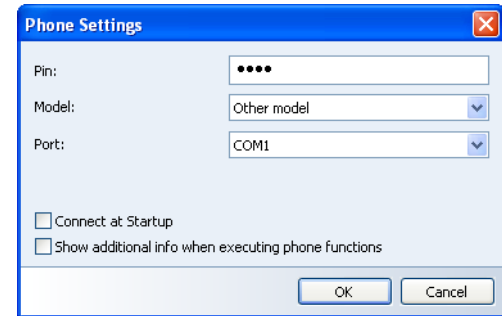 Phone Settings
Pin: ••••
Model: Other model
Port: COM1
Connect at Startup
Show additional info when executing phone functions
OK Cancel